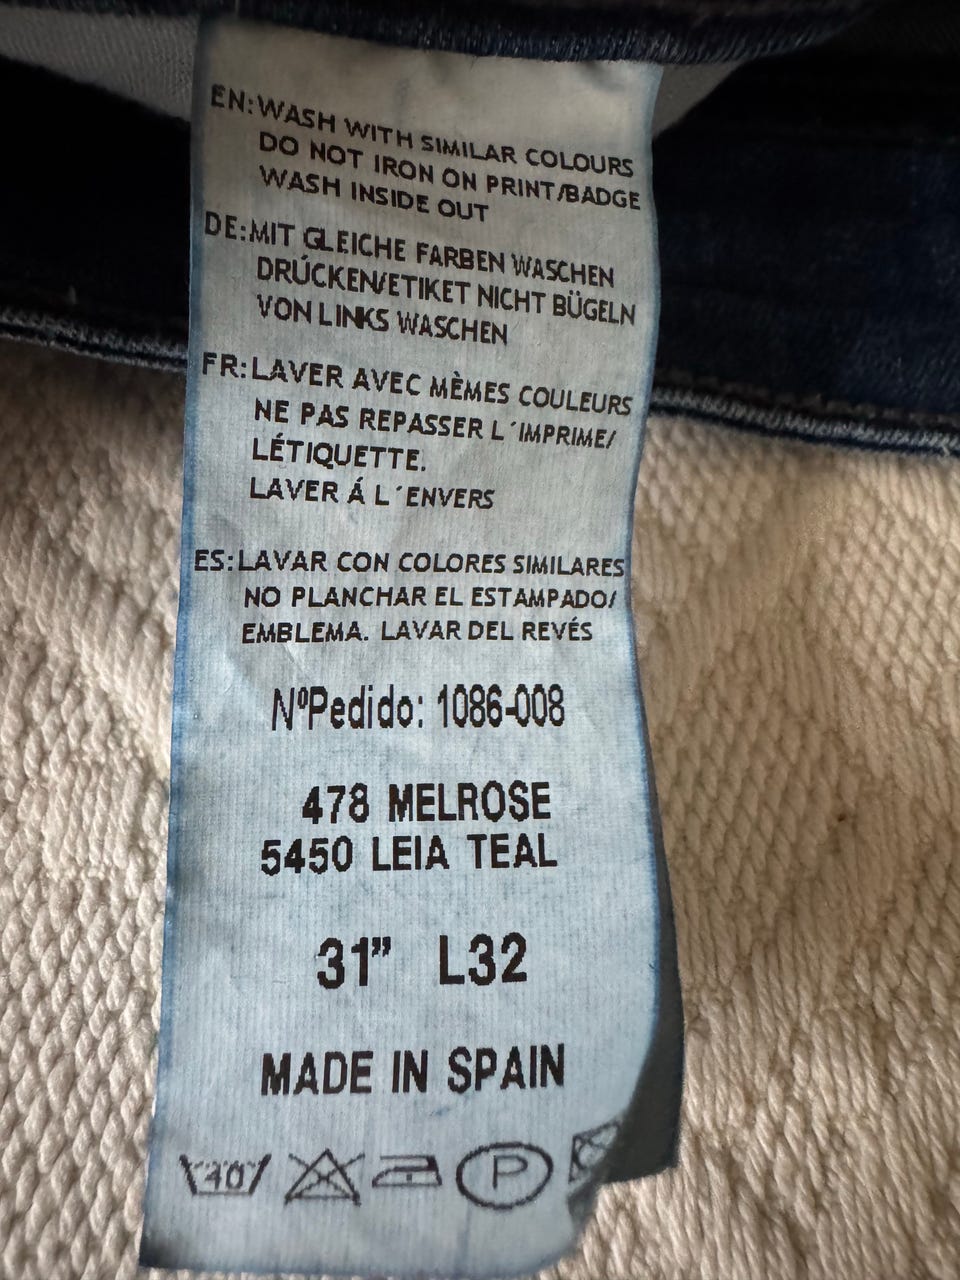 EN:WASH WITH SIMILAR COLOURS
DO NOT IRON ON PRINT/BADGE
WASH INSIDE OUT
DE:MIT GLEICHE FARBEN WASCHEN
DRÚCKEN/ETIKET NICHT BÜGELN
VON LINKS WASCHEN
FR:LAVER AVEC MÈMES COULEURS
NE PAS REPASSER L´IMPRIME/
LÉTIQUETTE.
LAVER Á L´ENVERS
ES:LAVAR CON COLORES SIMILARES
NO PLANCHAR EL ESTAMPADO/
EMBLEMA. LAVAR DEL REVÉS
NºPedido: 1086-008
478 MELROSE
5450 LEIA TEAL
31” L32
MADE IN SPAIN
40 P